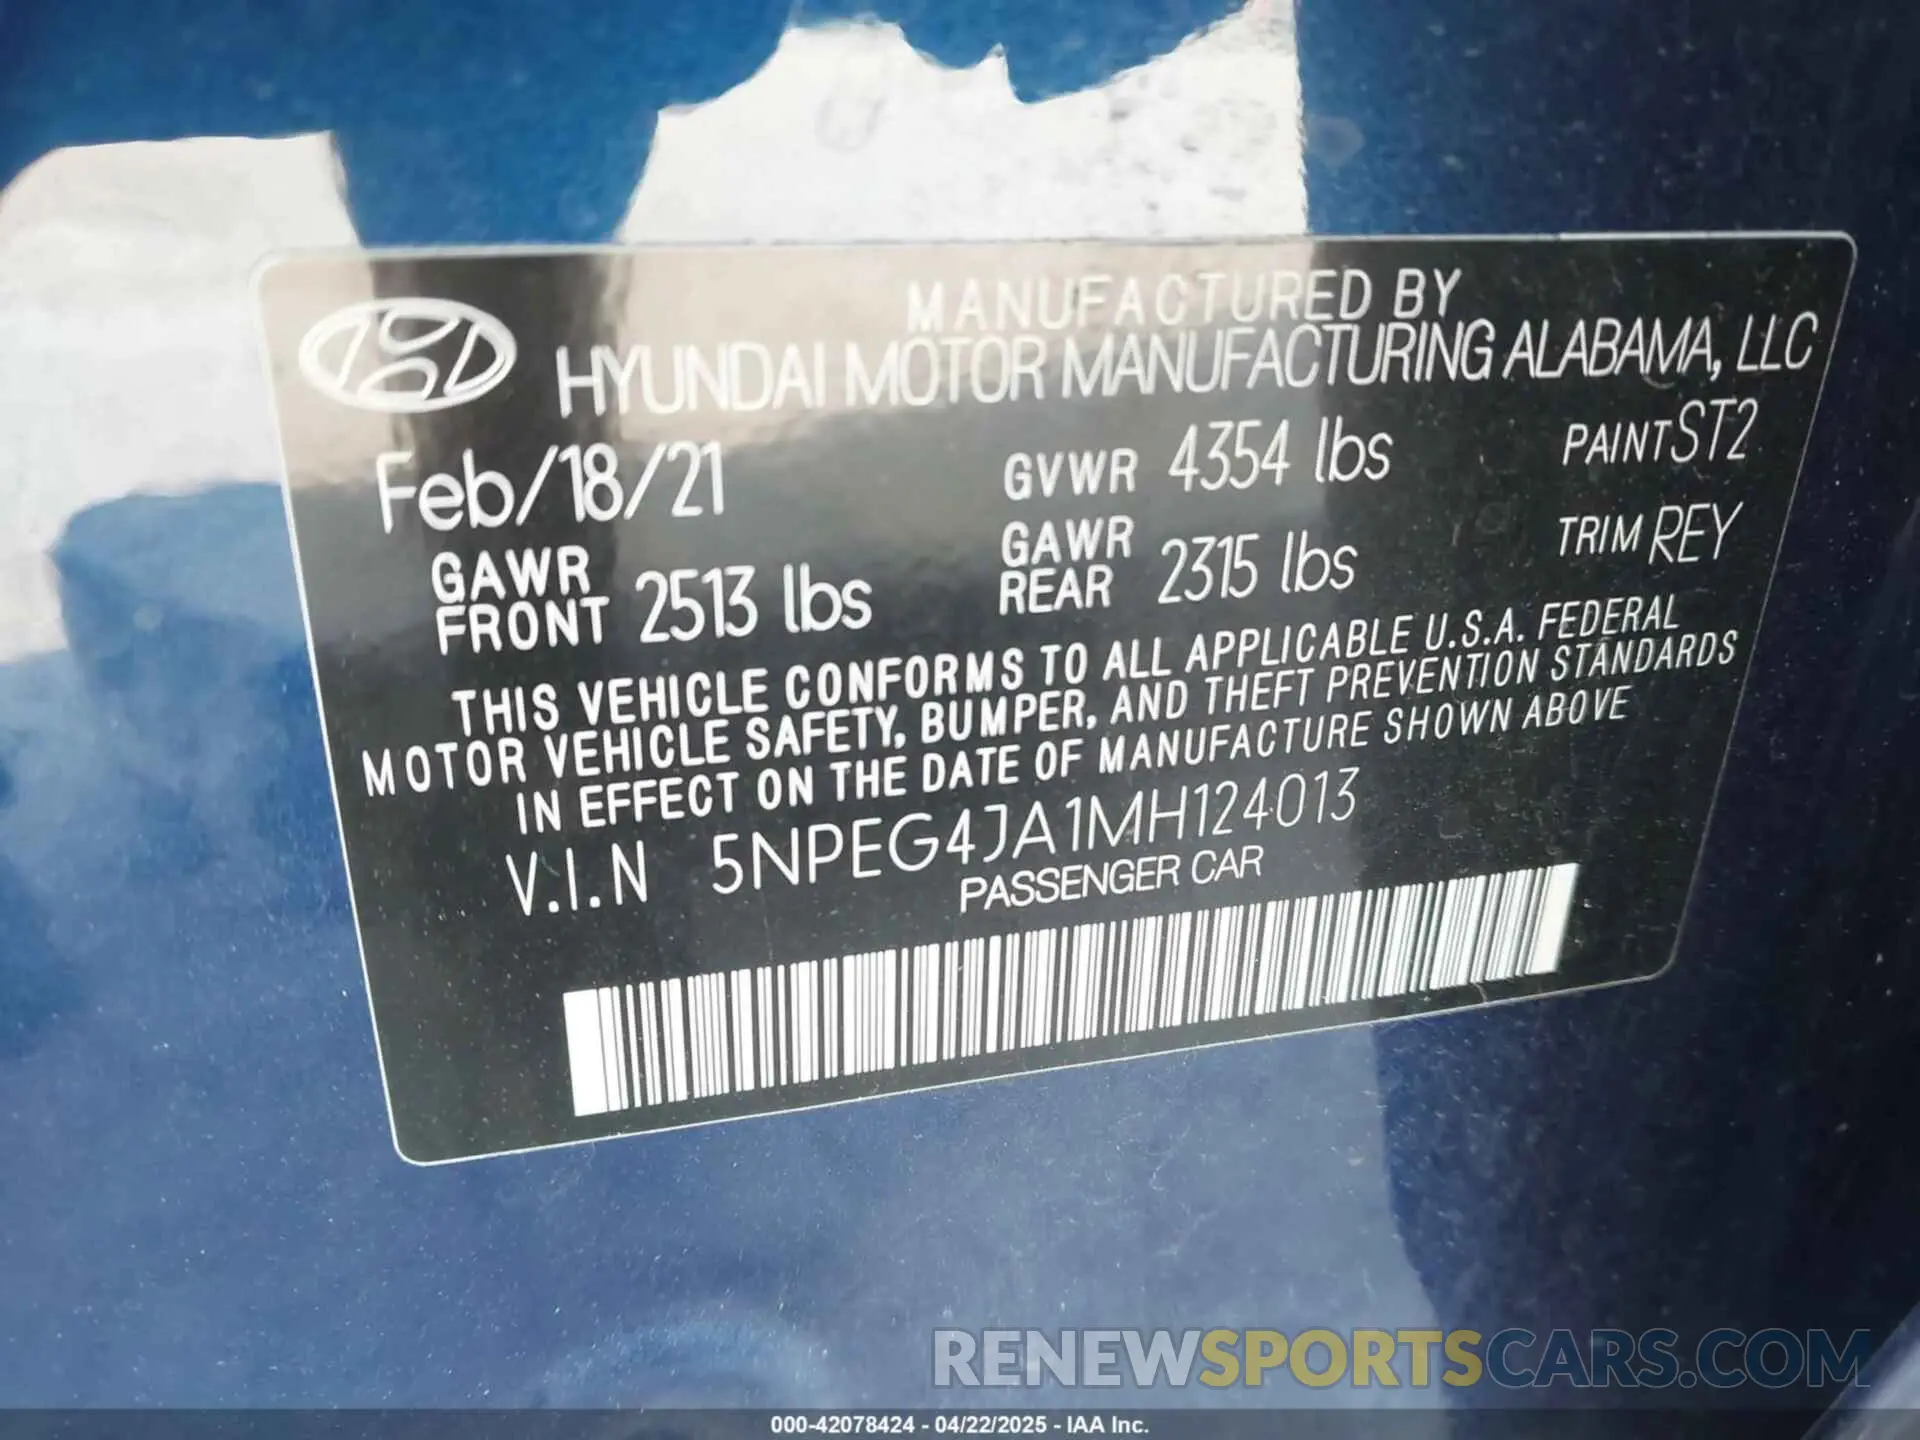 MANUFACTURED BY
HYUNDAI MOTOR MANUFACTURING ALABAMA, LLC
Feb/18/21 GVWR 4354 lbs PAINT ST2
GAWR FRONT 2513 lbs GAWR REAR 2315 lbs TRIM REY
THIS VEHICLE CONFORMS TO ALL APPLICABLE U.S.A. FEDERAL
MOTOR VEHICLE SAFETY, BUMPER, AND THEFT PREVENTION STANDARDS
IN EFFECT ON THE DATE OF MANUFACTURE SHOWN ABOVE
V.I.N 5NPEG4JA1MH124013
PASSENGER CAR
RENEWSPORTSCARS.COM
000-42078424 - 04/22/2025 - IAA Inc.